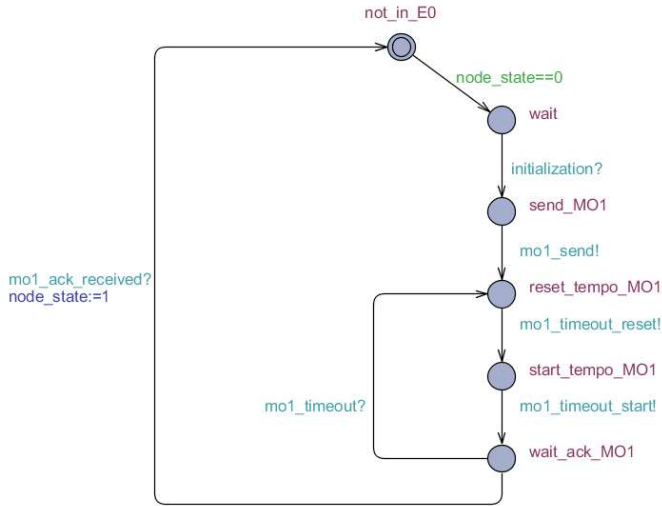 not_in_E0
node_state==0
wait
initialization?
send_MO1
mo1_send!
mo1_ack_received?
node_state:=1
reset_tempo_MO1
mo1_timeout_reset!
start_tempo_MO1
mo1_timeout?
mo1_timeout_start!
wait_ack_MO1